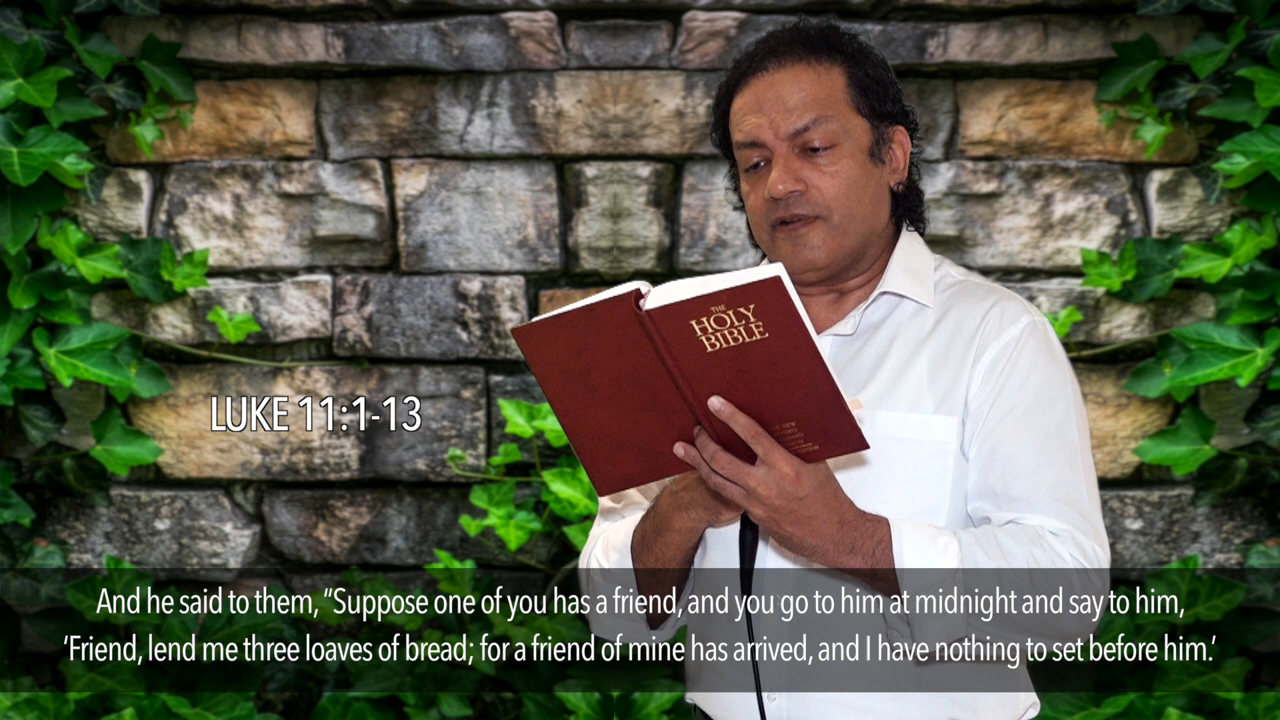 THE
HOLY
BIBLE
LUKE 11:1-13
And he said to them, “Suppose one of you has a friend, and you go to him at midnight and say to him,
‘Friend, lend me three loaves of bread; for a friend of mine has arrived, and I have nothing to set before him.’